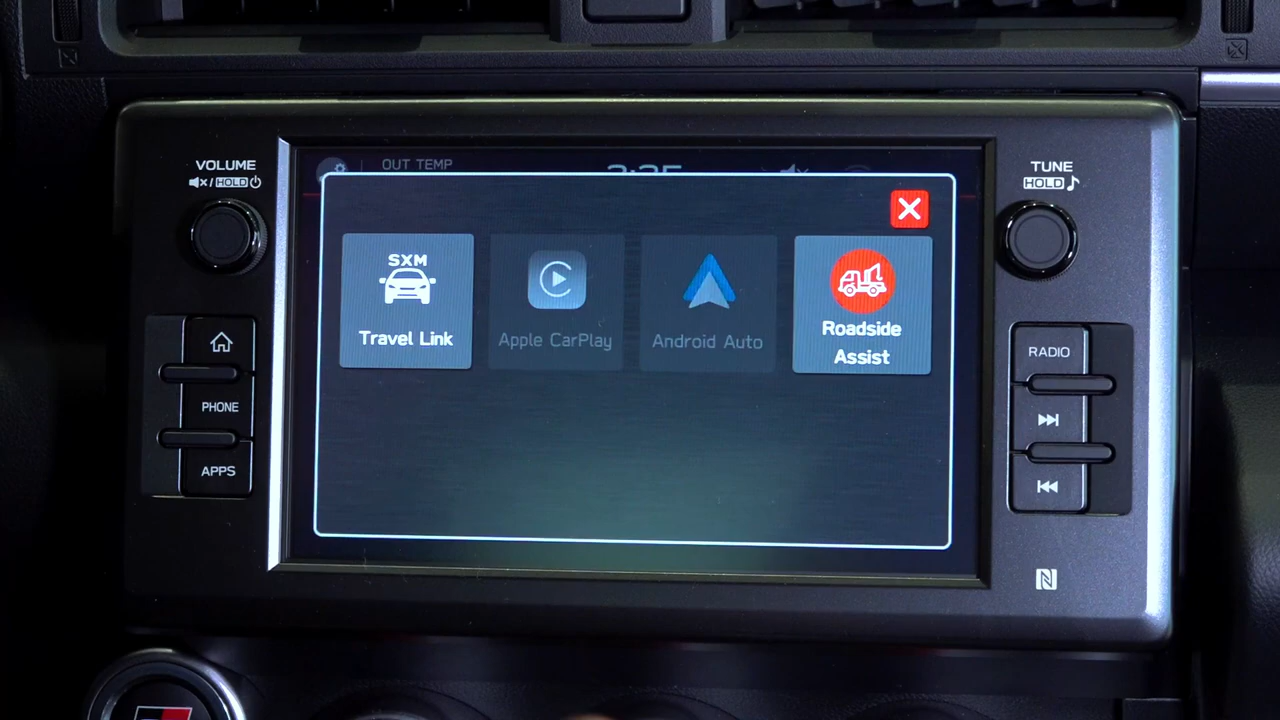 VOLUME
/ HOLD
TUNE
HOLD
OUT TEMP
SXM
Travel Link
Apple CarPlay
Android Auto
Roadside
Assist
PHONE
APPS
RADIO